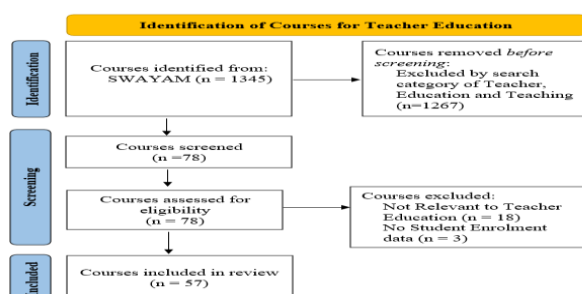 Identification of Courses for Teacher Education
Identification
Courses identified from:
SWAYAM (n = 1345)
Courses removed before
screening:
Excluded by search
category of Teacher,
Education and Teaching
(n=1267)
Screening
Courses screened
(n =78)
Courses assessed for
eligibility
(n = 78)
Courses excluded:
Not Relevant to Teacher
Education (n = 18)
No Student Enrolment
data (n = 3)
Included
Courses included in review
(n = 57)